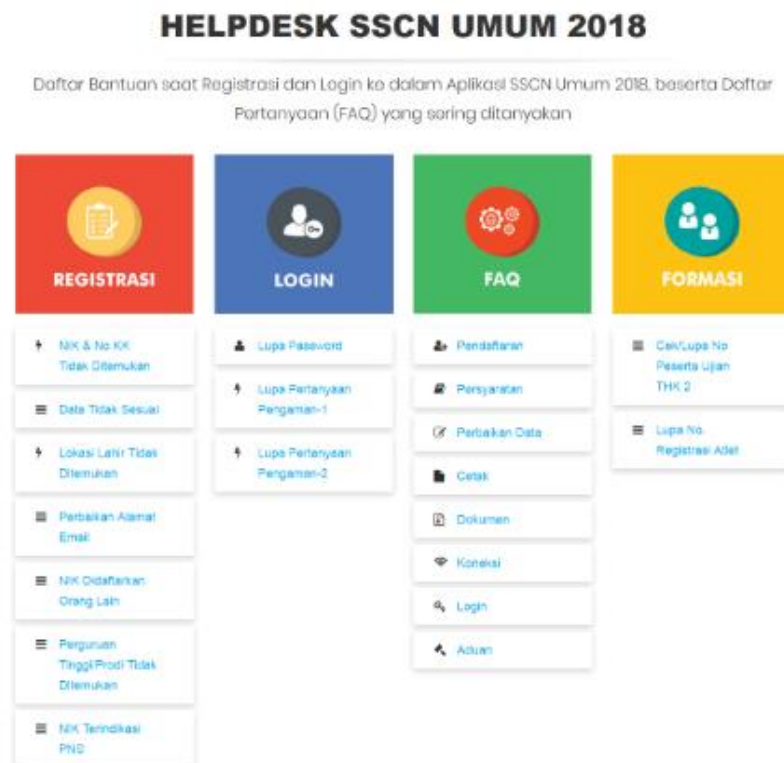 HELPDESK SSCN UMUM 2018
Daftar Bantuan saat Registrasi dan Login ke dalam Aplikasi SSCN Umum 2018, beserta Daftar
Pertanyaan (FAQ) yang sering ditanyakan
REGISTRASI
NIK & No KK
Tidak Ditemukan
Data Tidak Sesuai
Lokasi Lahir Tidak
Ditemukan
Perbaikan Alamat
Email
NIK Didaftarkan
Orang Lain
Perguruan
Tinggi/Prodi Tidak
Ditemukan
NIK Terindikasi
PNS
LOGIN
Lupa Password
Lupa Pertanyaan
Pengaman-1
Lupa Pertanyaan
Pengaman-2
FAQ
Pendaftaran
Persyaratan
Perbaikan Data
Cetak
Dokumen
Koneksi
Login
Aduan
FORMASI
Cek/Lupa No
Peserta Ujian
THK 2
Lupa No.
Registrasi Atlet